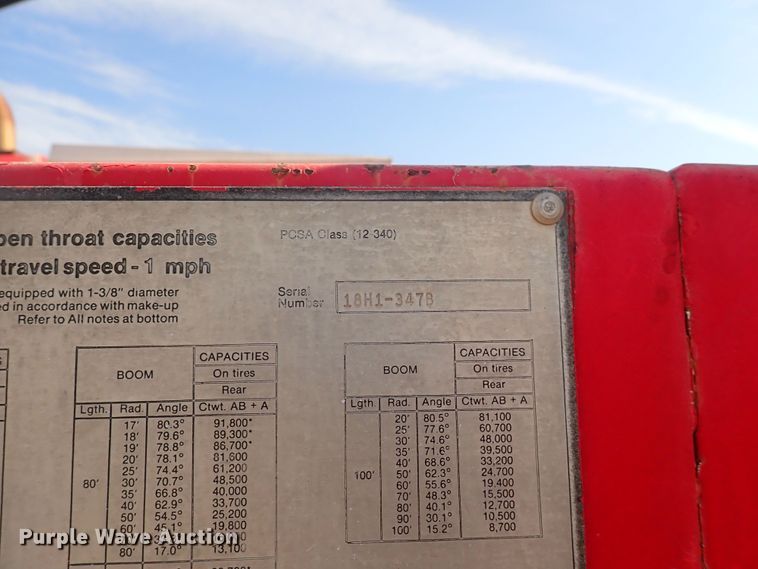 pen throat capacities
travel speed - 1 mph
equipped with 1-3/8" diameter
ed in accordance with make-up
Refer to All notes at bottom
PCSA Class (12-340)
Serial
Number
18H1-3478
BOOM CAPACITIES
On tires
Rear
Lgth. Rad. Angle Ctwt. AB + A
80'
17' 80.3° 91,800*
18' 79.6° 89,300*
19' 78.8° 86,700*
20' 78.1° 81,600
25' 74.4° 61,200
30' 70.7° 48,500
35' 66.8° 40,000
40' 62.9° 33,700
50' 54.5° 25,200
60' 45.1° 19,800
80' 17.0° 13,100
BOOM CAPACITIES
On tires
Rear
Lgth. Rad. Angle Ctwt. AB + A
100'
20' 80.5° 81,100
25' 77.6° 60,700
30' 74.6° 48,000
35' 71.6° 39,500
40' 68.6° 33,200
50' 62.3° 24,700
60' 55.6° 19,400
70' 48.3° 15,500
80' 40.1° 12,700
90' 30.1° 10,500
100' 15.2° 8,700
Purple Wave Auction